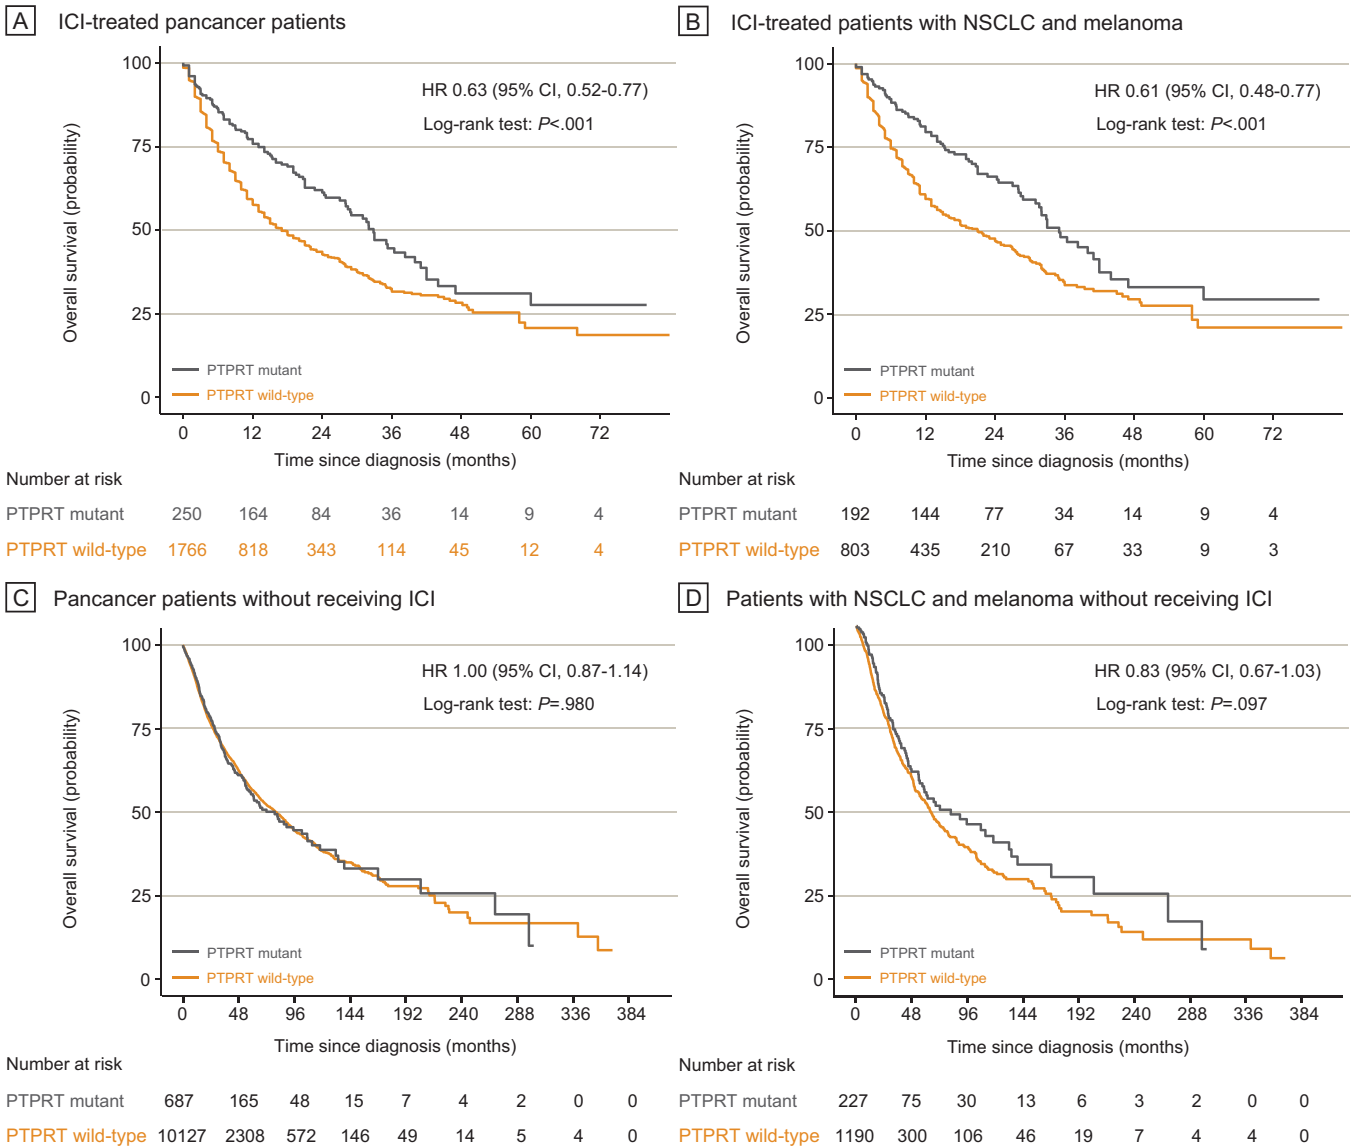 A ICI-treated pancancer patients
100
75
50
25
0
Overall survival (probability)
HR 0.63 (95% CI, 0.52-0.77)
Log-rank test: P<.001
PTPRT mutant
PTPRT wild-type
0 12 24 36 48 60 72
Time since diagnosis (months)
Number at risk
PTPRT mutant 250 164 84 36 14 9 4
PTPRT wild-type 1766 818 343 114 45 12 4
B ICI-treated patients with NSCLC and melanoma
100
75
50
25
0
Overall survival (probability)
HR 0.61 (95% CI, 0.48-0.77)
Log-rank test: P<.001
PTPRT mutant
PTPRT wild-type
0 12 24 36 48 60 72
Time since diagnosis (months)
Number at risk
PTPRT mutant 192 144 77 34 14 9 4
PTPRT wild-type 803 435 210 67 33 9 3
C Pancancer patients without receiving ICI
100
75
50
25
0
Overall survival (probability)
HR 1.00 (95% CI, 0.87-1.14)
Log-rank test: P=.980
PTPRT mutant
PTPRT wild-type
0 48 96 144 192 240 288 336 384
Time since diagnosis (months)
Number at risk
PTPRT mutant 687 165 48 15 7 4 2 0 0
PTPRT wild-type 10127 2308 572 146 49 14 5 4 0
D Patients with NSCLC and melanoma without receiving ICI
100
75
50
25
0
Overall survival (probability)
HR 0.83 (95% CI, 0.67-1.03)
Log-rank test: P=.097
PTPRT mutant
PTPRT wild-type
0 48 96 144 192 240 288 336 384
Time since diagnosis (months)
Number at risk
PTPRT mutant 227 75 30 13 6 3 2 0 0
PTPRT wild-type 1190 300 106 46 19 7 4 4 0